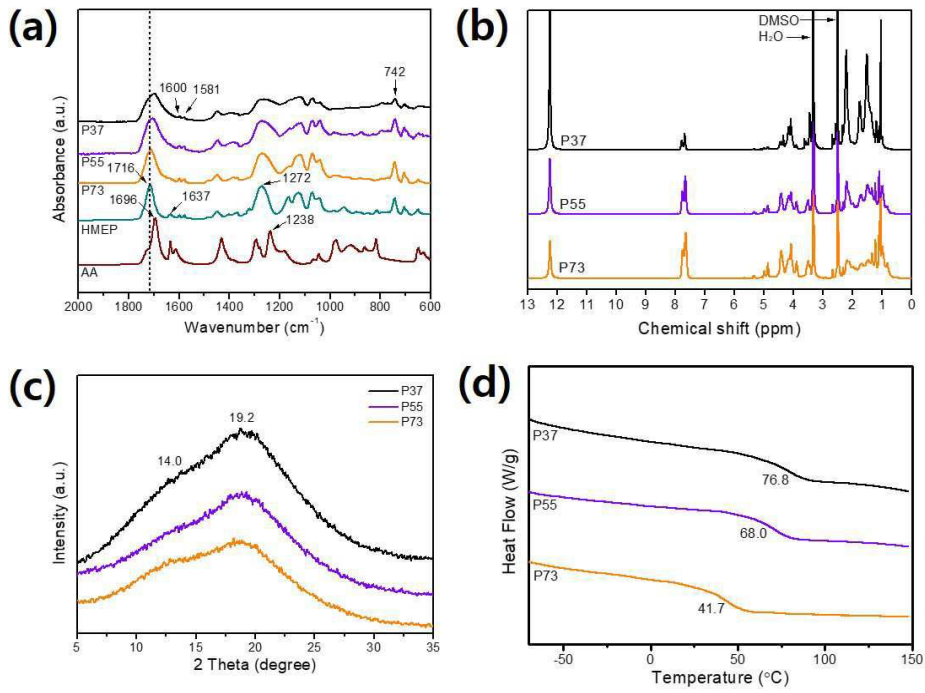 (a)
1600
1581
742
P37
P55
1716
P73
1272
1696
1637
HMEP
1238
AA
Absorbance (a.u.)
2000 1800 1600 1400 1200 1000 800 600
Wavenumber (cm⁻¹)
(b)
DMSO
H₂O
P37
P55
P73
13 12 11 10 9 8 7 6 5 4 3 2 1 0
Chemical shift (ppm)
(c)
P37
P55
P73
19.2
14.0
Intensity (a.u.)
5 10 15 20 25 30 35
2 Theta (degree)
(d)
P37
76.8
P55
68.0
P73
41.7
Heat Flow (W/g)
-50 0 50 100 150
Temperature (°C)